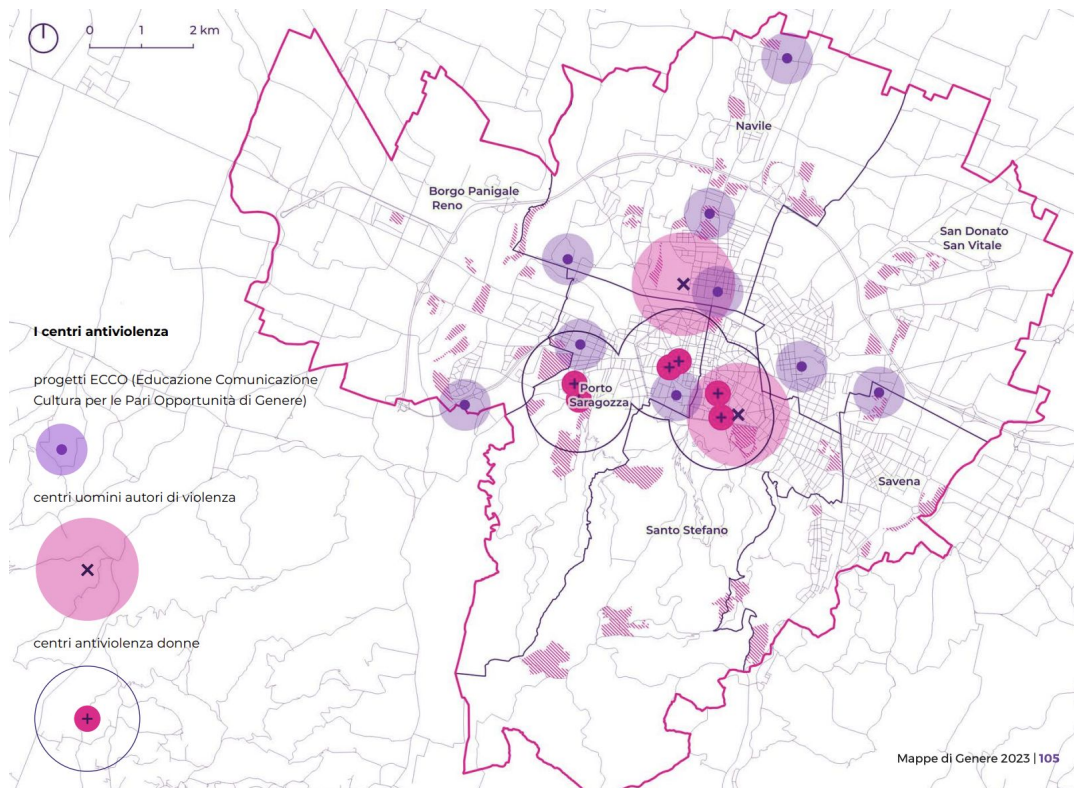 0 1 2 km
Navile
Borgo Panigale
Reno
San Donato
San Vitale
I centri antiviolenza
progetti ECCO (Educazione Comunicazione
Cultura per le Pari Opportunità di Genere)
Porto
Saragozza
centri uomini autori di violenza
Savena
Santo Stefano
centri antiviolenza donne
Mappe di Genere 2023 | 105